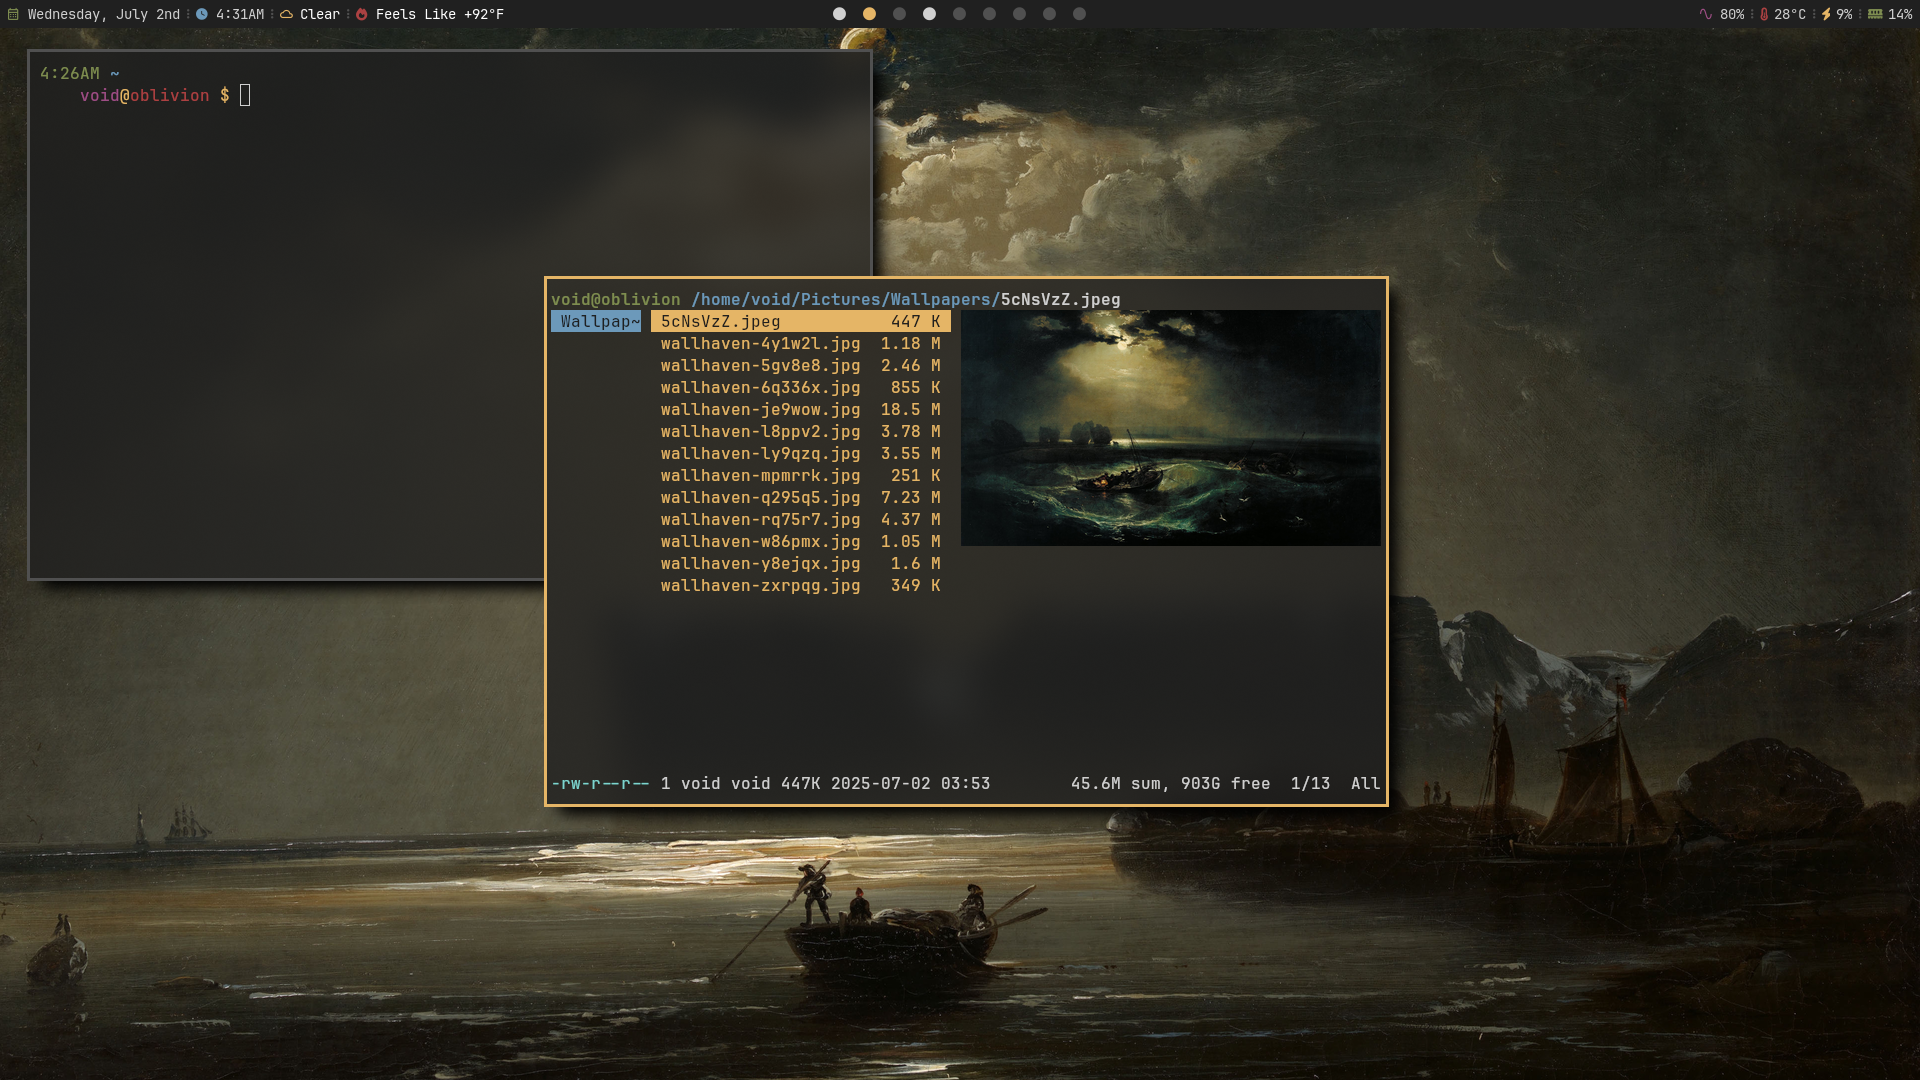 Wednesday, July 2nd 4:31AM Clear Feels Like +92°F 80% 28°C 9% 14%
4:26AM ~
void@oblivion $
void@oblivion /home/void/Pictures/Wallpapers/5cNsVzZ.jpeg
Wallpap~ 5cNsVzZ.jpeg 447 K
wallhaven-4y1w2l.jpg 1.18 M
wallhaven-5gv8e8.jpg 2.46 M
wallhaven-6q336x.jpg 855 K
wallhaven-je9wow.jpg 18.5 M
wallhaven-l8ppv2.jpg 3.78 M
wallhaven-ly9qzq.jpg 3.55 M
wallhaven-mpmrrk.jpg 251 K
wallhaven-q295q5.jpg 7.23 M
wallhaven-rq75r7.jpg 4.37 M
wallhaven-w86pmx.jpg 1.05 M
wallhaven-y8ejqx.jpg 1.6 M
wallhaven-zxrpqg.jpg 349 K
-rw-r--r-- 1 void void 447K 2025-07-02 03:53 45.6M sum, 903G free 1/13 All